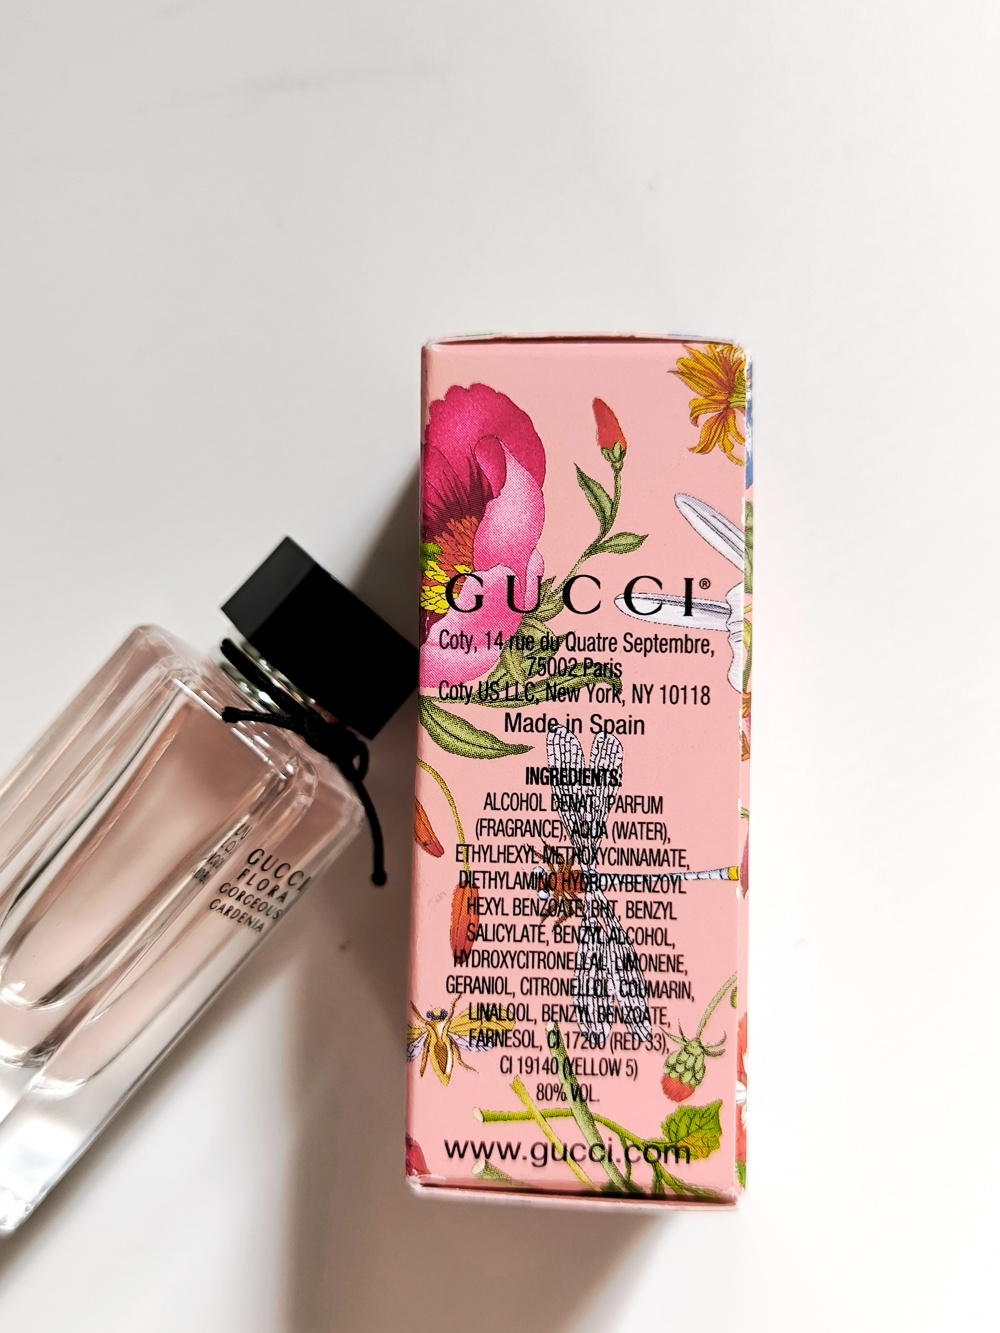 GUCCI®
Coty, 14 rue du Quatre Septembre,
75002 Paris
Coty US LLC, New York, NY 10118
Made in Spain
INGREDIENTS:
ALCOHOL DENAT., PARFUM
(FRAGRANCE), AQUA (WATER),
ETHYLHEXYL METHOXYCINNAMATE,
DIETHYLAMINO HYDROXYBENZOYL
HEXYL BENZOATE, BHT, BENZYL
SALICYLATE, BENZYL ALCOHOL,
HYDROXYCITRONELLAL, LIMONENE,
GERANIOL, CITRONELLOL, COUMARIN,
LINALOOL, BENZYL BENZOATE,
FARNESOL, CI 17200 (RED 33),
CI 19140 (YELLOW 5)
80% VOL.
www.gucci.com
GUCCI
FLORA
GORGEOUS
GARDENIA